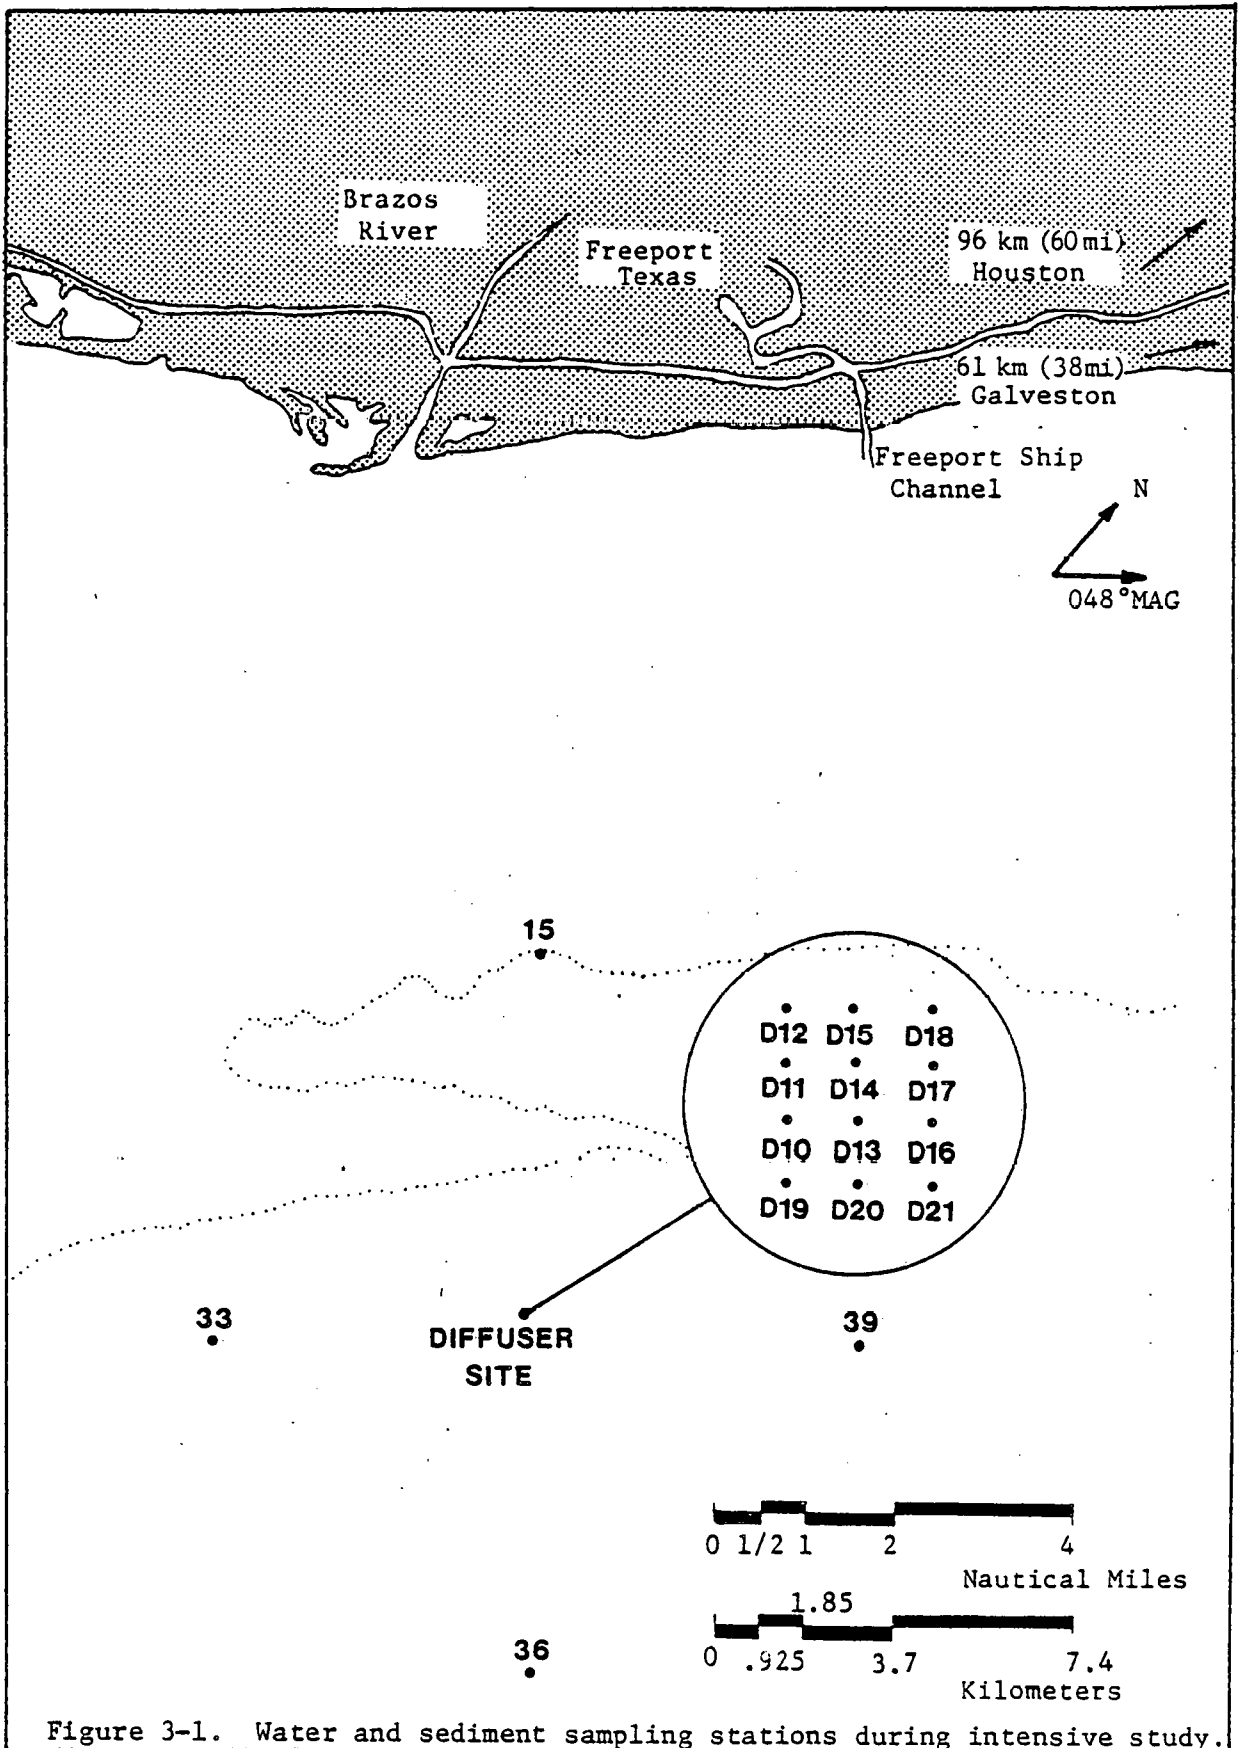 Brazos
River
Freeport
Texas
96 km (60mi)
Houston
61 km (38mi)
Galveston
Freeport Ship
Channel
N
048°MAG
15
D12 D15 D18
D11 D14 D17
D10 D13 D16
D19 D20 D21
33
DIFFUSER
SITE
39
0 1/2 1 2 4
Nautical Miles
1.85
0 .925 3.7 7.4
Kilometers
36
Figure 3-1. Water and sediment sampling stations during intensive study.